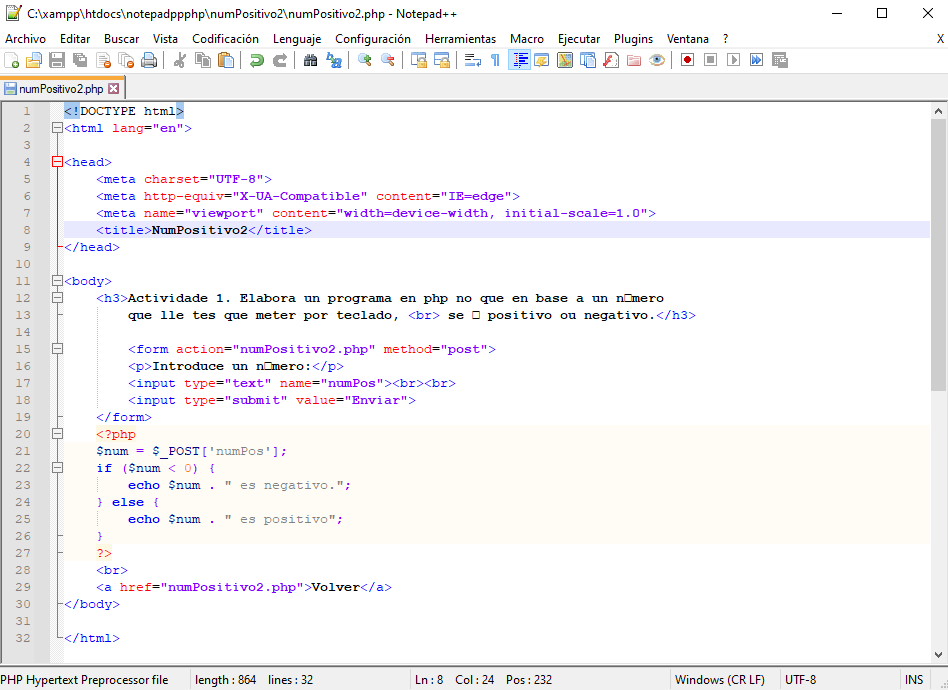 C:\xampp\htdocs\notepadppphp\numPositivo2\numPositivo2.php - Notepad++
Archivo Editar Buscar Vista Codificación Lenguaje Configuración Herramientas Macro Ejecutar Plugins Ventana ? X
numPositivo2.php
1 <!DOCTYPE html>
2 <html lang="en">
3
4 <head>
5 <meta charset="UTF-8">
6 <meta http-equiv="X-UA-Compatible" content="IE=edge">
7 <meta name="viewport" content="width=device-width, initial-scale=1.0">
8 <title>NumPositivo2</title>
9 </head>
10
11 <body>
12 <h3>Actividade 1. Elabora un programa en php no que en base a un n□mero
13 que lle tes que meter por teclado, <br> se □ positivo ou negativo.</h3>
14
15 <form action="numPositivo2.php" method="post">
16 <p>Introduce un n□mero:</p>
17 <input type="text" name="numPos"><br><br>
18 <input type="submit" value="Enviar">
19 </form>
20 <?php
21 $num = $_POST['numPos'];
22 if ($num < 0) {
23 echo $num . " es negativo.";
24 } else {
25 echo $num . " es positivo";
26 }
27 ?>
28 <br>
29 <a href="numPositivo2.php">Volver</a>
30 </body>
31
32 </html>
PHP Hypertext Preprocessor file length : 864 lines : 32 Ln : 8 Col : 24 Pos : 232 Windows (CR LF) UTF-8 INS